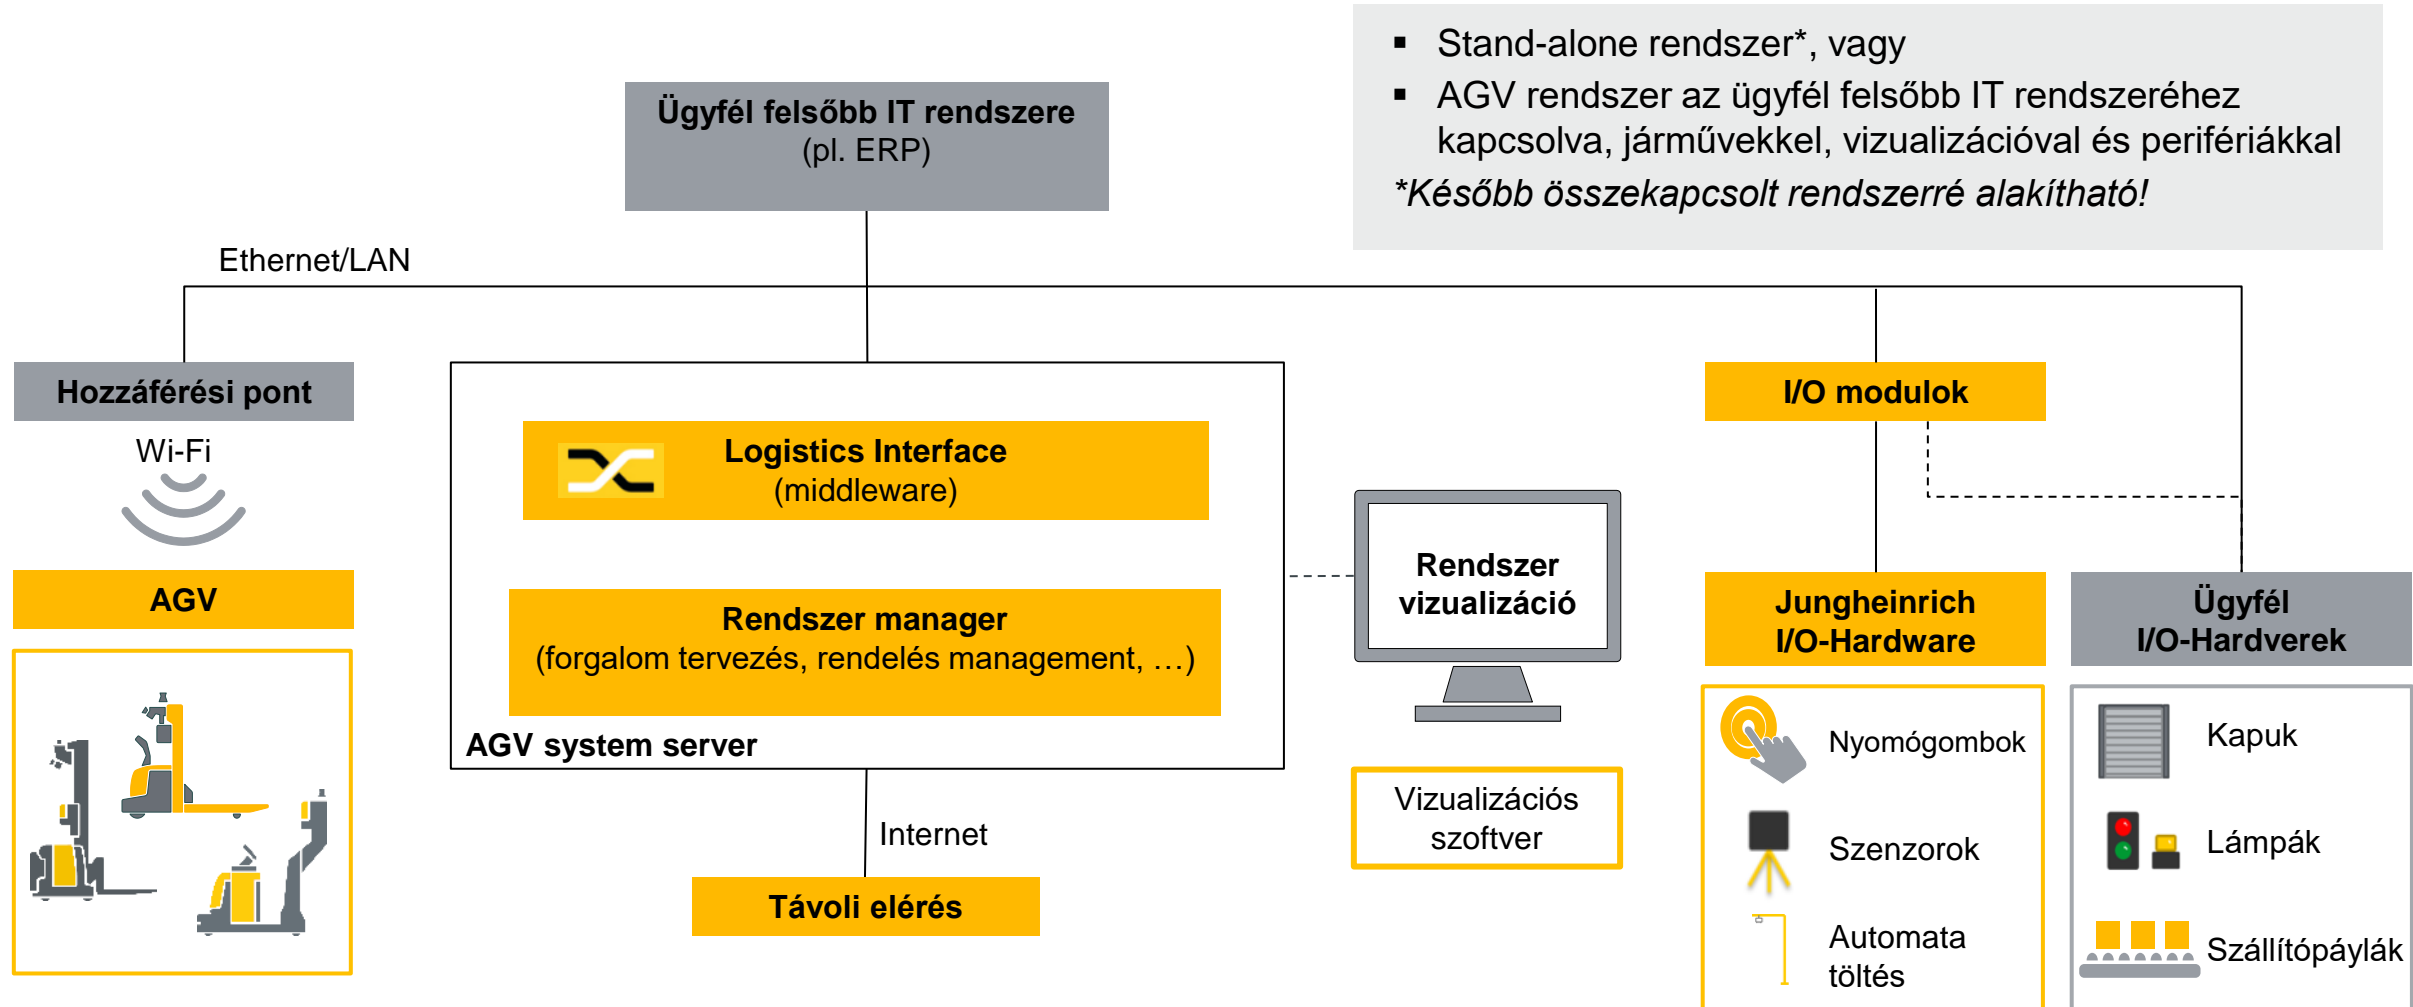 ▪ Stand-alone rendszer*, vagy
▪ AGV rendszer az ügyfél felsőbb IT rendszeréhez
kapcsolva, járművekkel, vizualizációval és perifériákkal
*Később összekapcsolt rendszerré alakítható!
Ügyfél felsőbb IT rendszere
(pl. ERP)
Ethernet/LAN
Hozzáférési pont
Wi-Fi
AGV
Logistics Interface
(middleware)
Rendszer manager
(forgalom tervezés, rendelés management, …)
AGV system server
Internet
Távoli elérés
Rendszer
vizualizáció
Vizualizációs
szoftver
I/O modulok
Jungheinrich
I/O-Hardware
Nyomógombok
Szenzorok
Automata
töltés
Ügyfél
I/O-Hardverek
Kapuk
Lámpák
Szállítópáylák